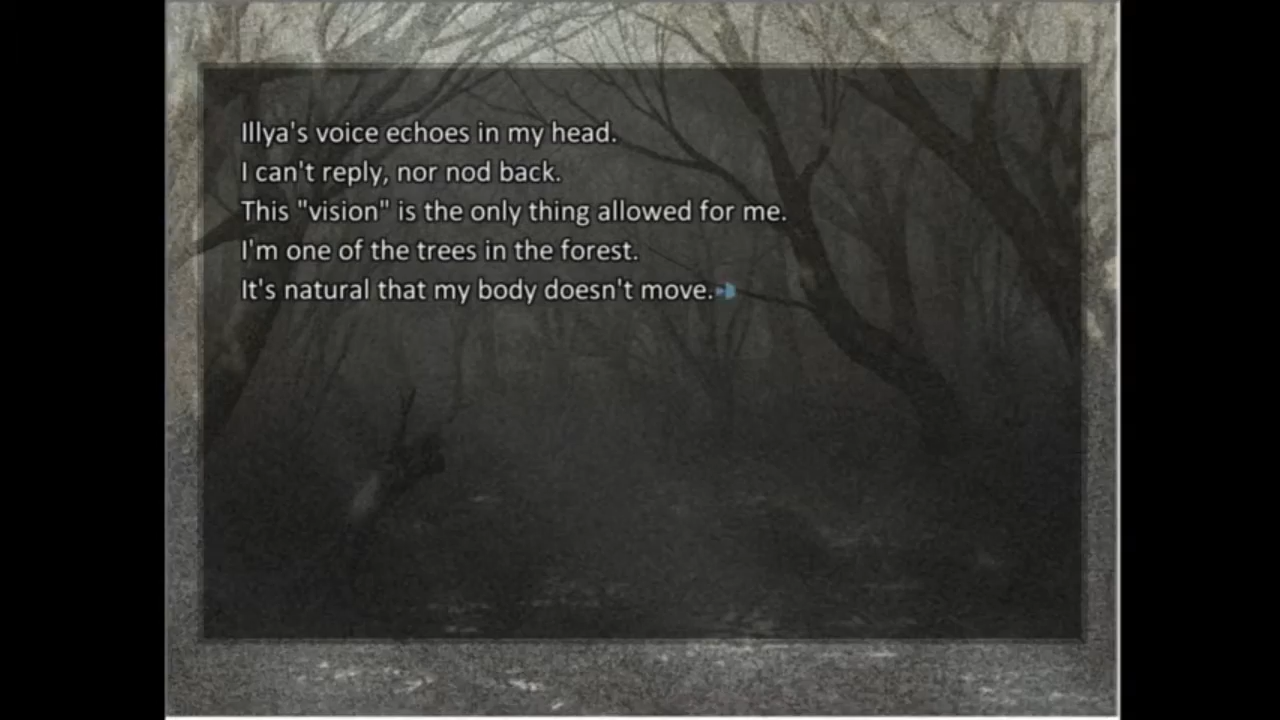 Illya's voice echoes in my head.
I can't reply, nor nod back.
This "vision" is the only thing allowed for me.
I'm one of the trees in the forest.
It's natural that my body doesn't move.